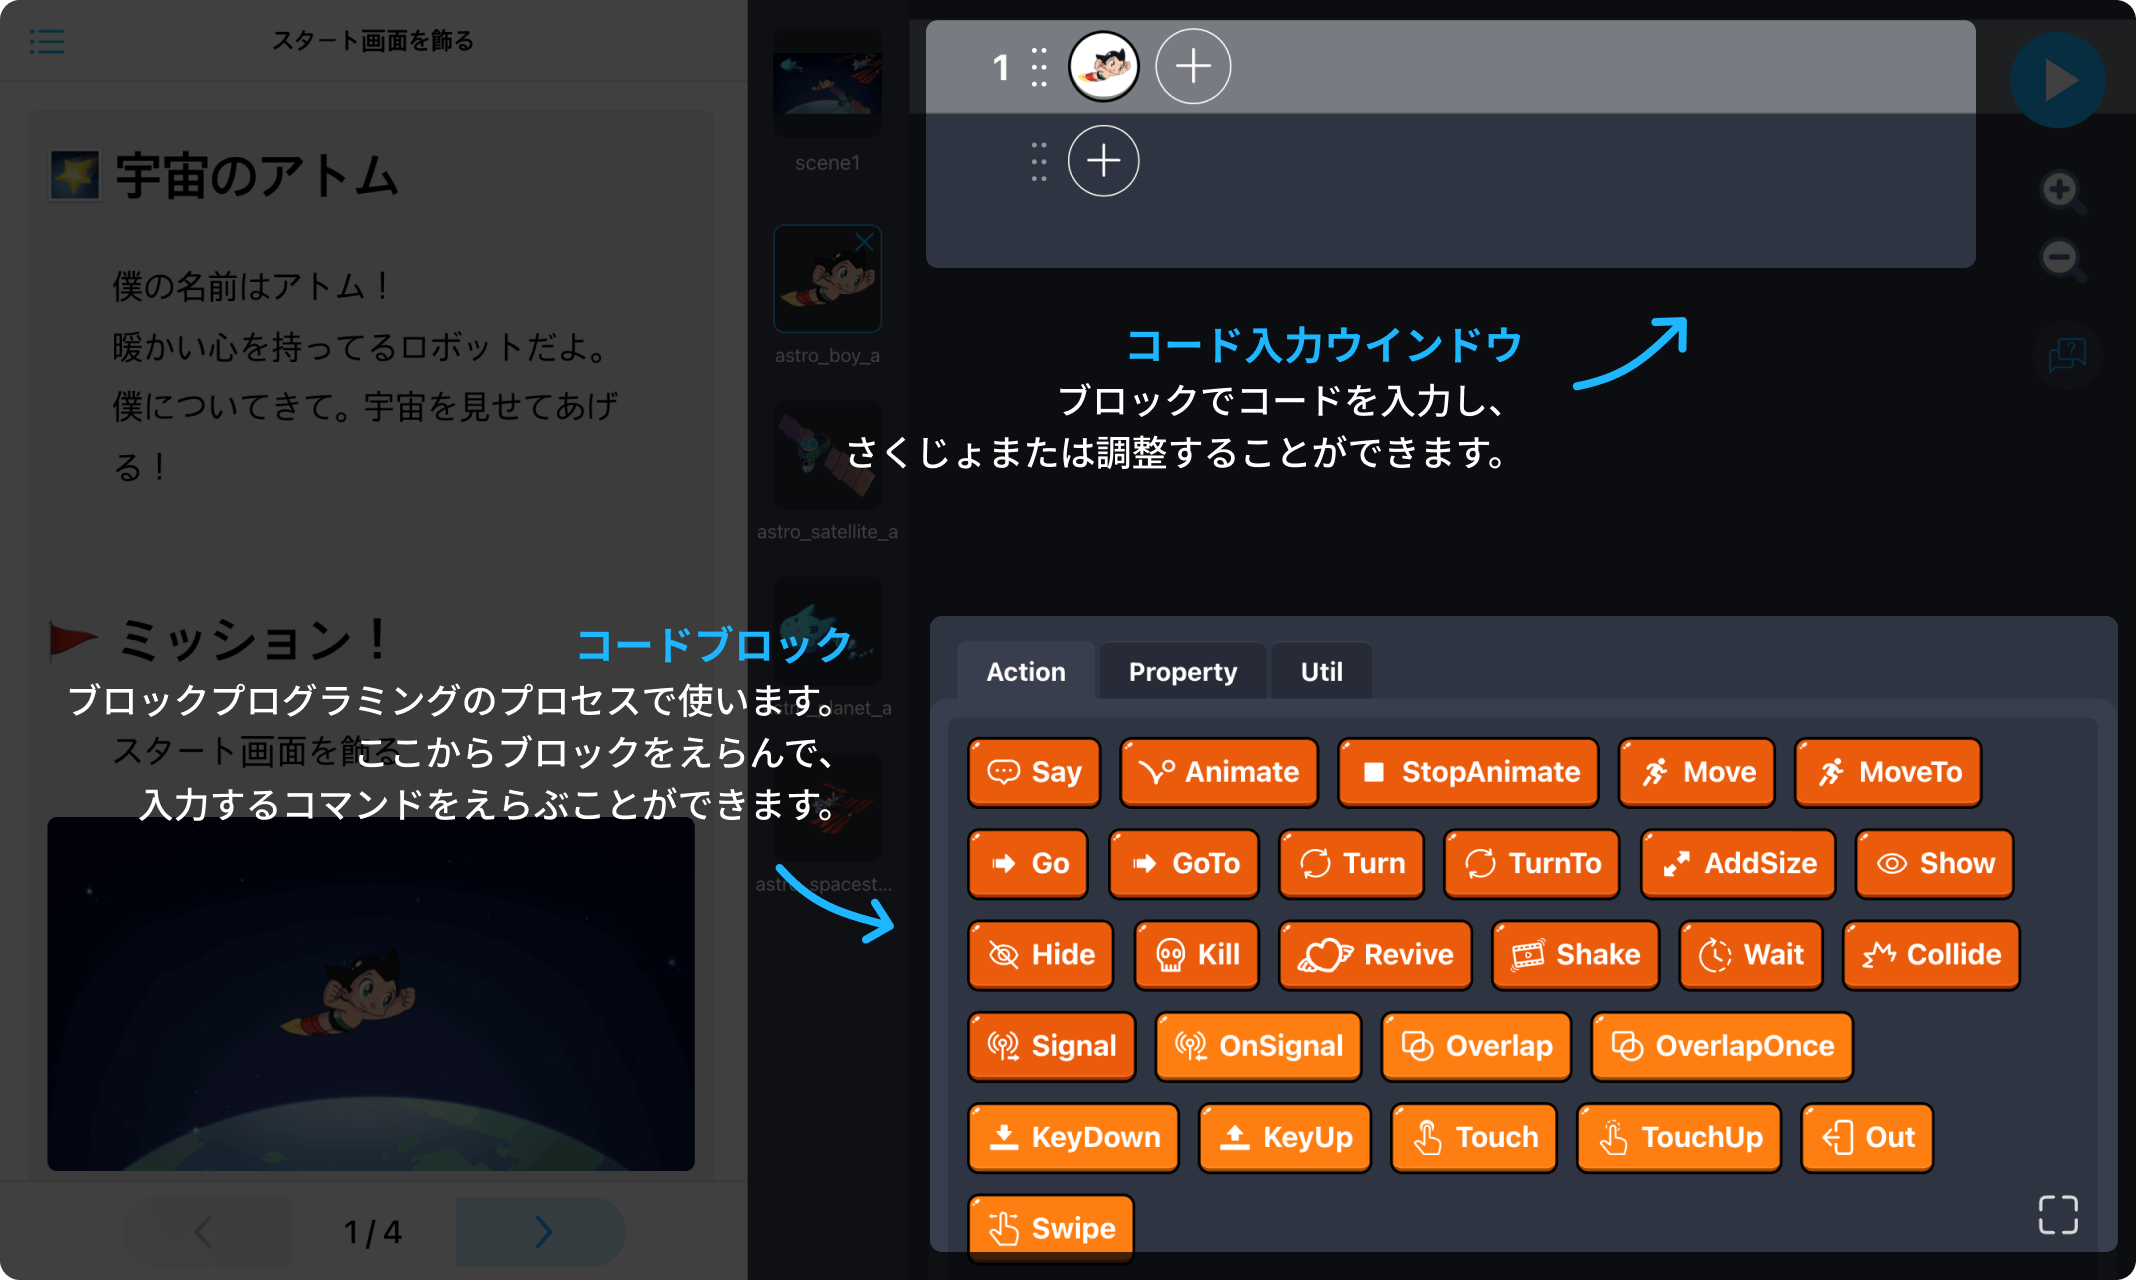 スタート画面を飾る
宇宙のアトム
僕の名前はアトム！
暖かい心を持ってるロボットだよ。
僕についてきて。宇宙を見せてあげ
る！
ミッション！
スタート画面を飾る
1 / 4
scene1
astro_boy_a
astro_satellite_a
astro_planet_a
astro_spacest...
1
コード入力ウインドウ
ブロックでコードを入力し、
さくじょまたは調整することができます。
コードブロック
ブロックプログラミングのプロセスで使います。
ここからブロックをえらんで、
入力するコマンドをえらぶことができます。
Action Property Util
Say Animate StopAnimate Move MoveTo
Go GoTo Turn TurnTo AddSize Show
Hide Kill Revive Shake Wait Collide
Signal OnSignal Overlap OverlapOnce
KeyDown KeyUp Touch TouchUp Out
Swipe